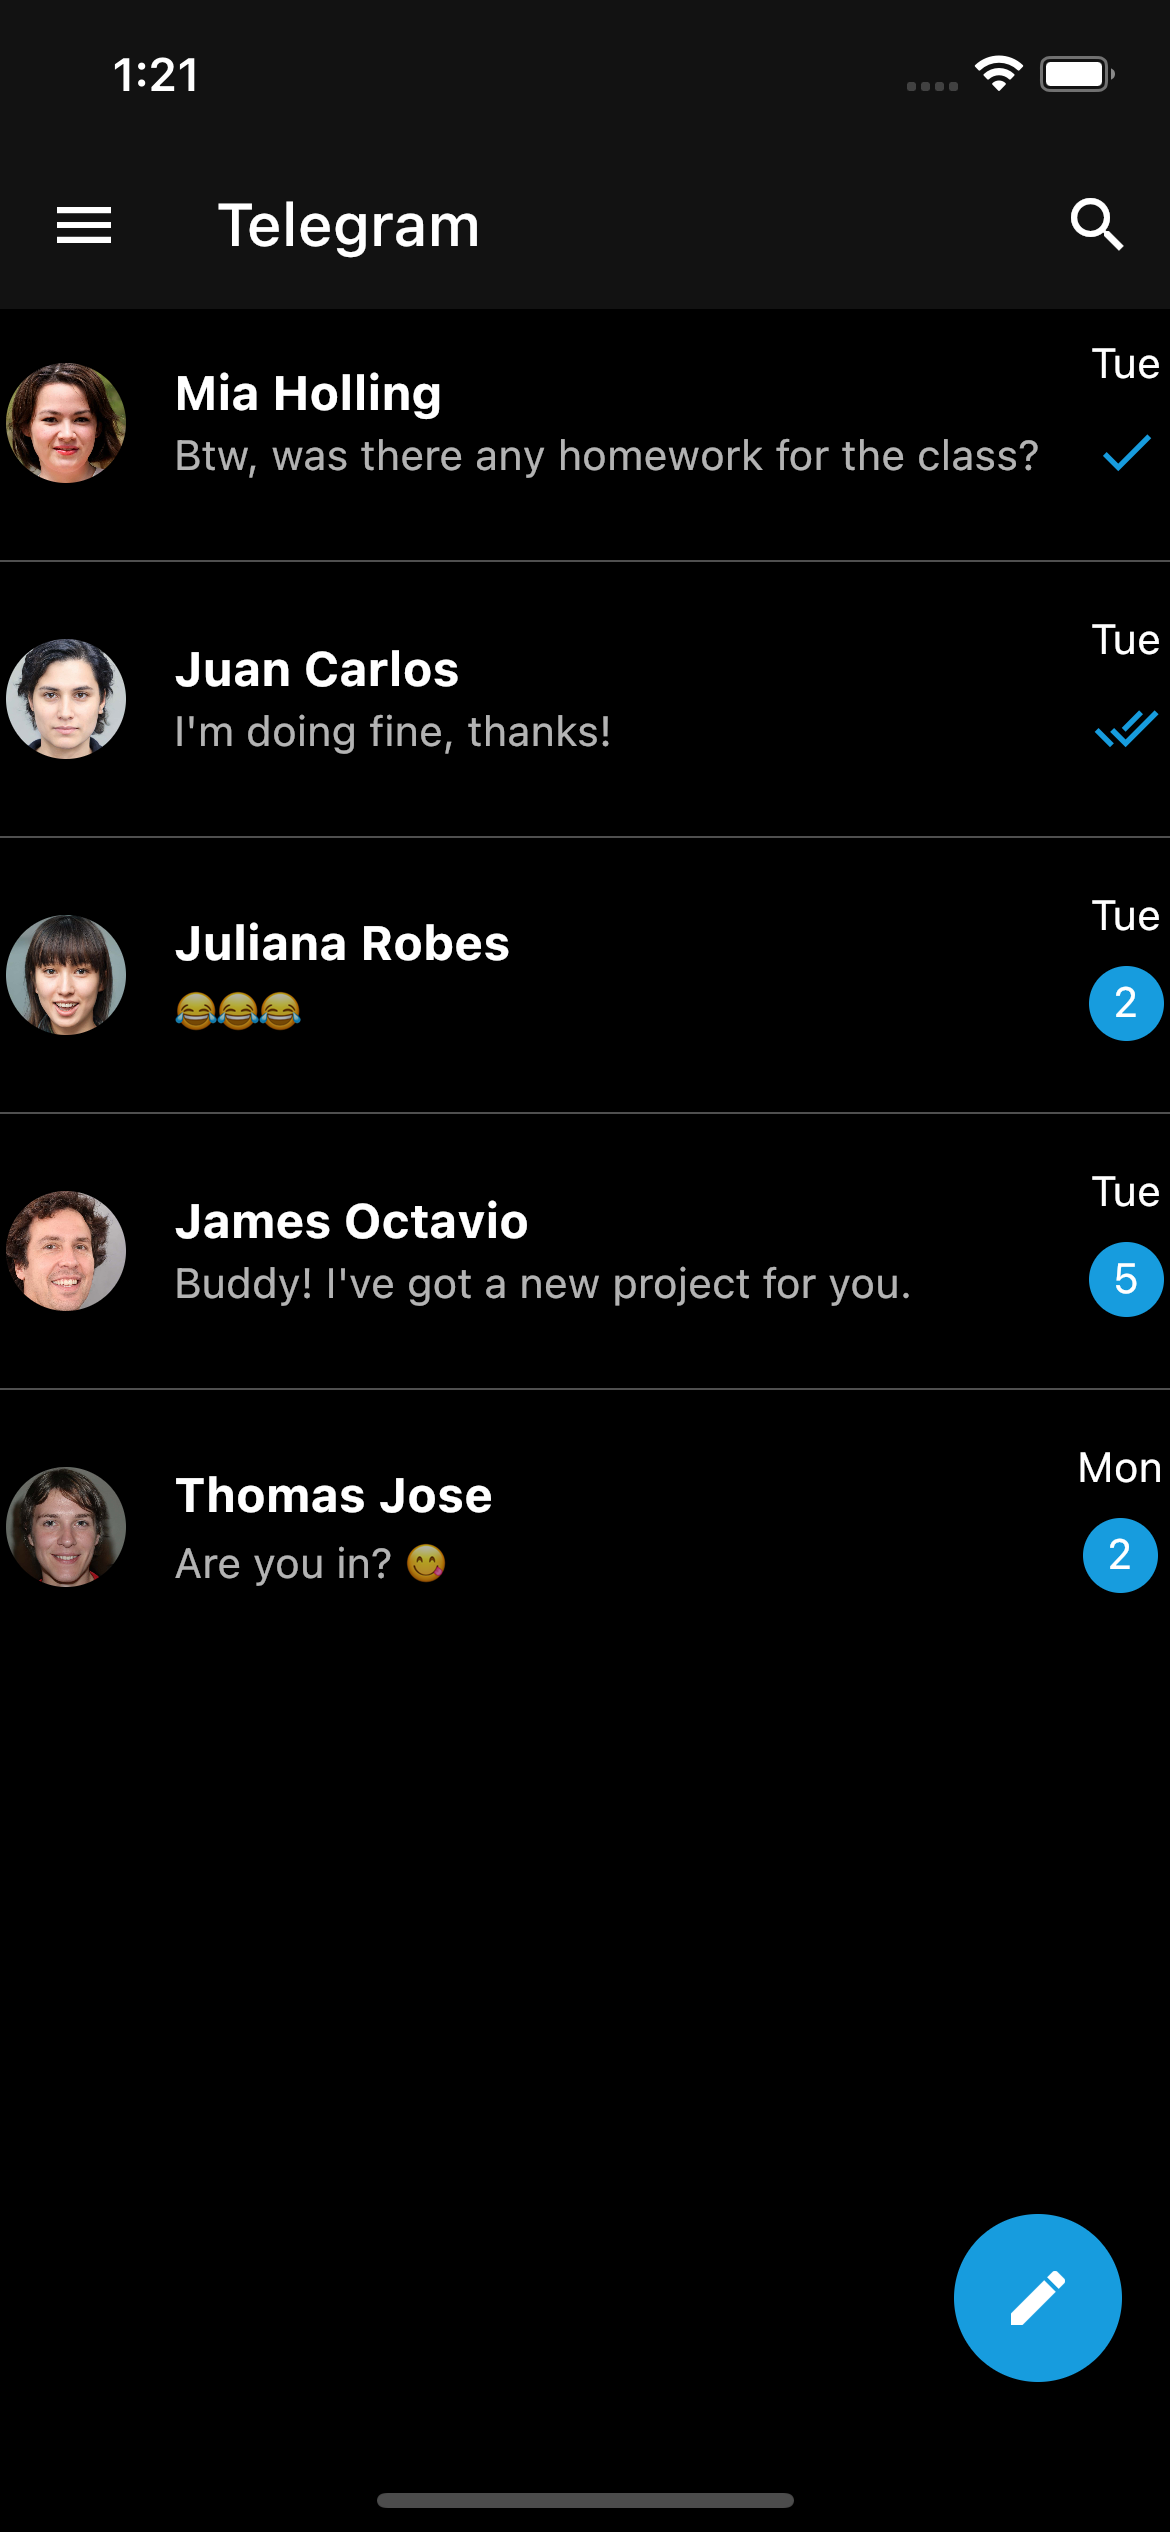 1:21
Telegram
Mia Holling
Tue
Btw, was there any homework for the class?
Juan Carlos
Tue
I'm doing fine, thanks!
Juliana Robes
Tue
😂😂😂
2
James Octavio
Tue
Buddy! I've got a new project for you.
5
Thomas Jose
Mon
Are you in? 😋
2